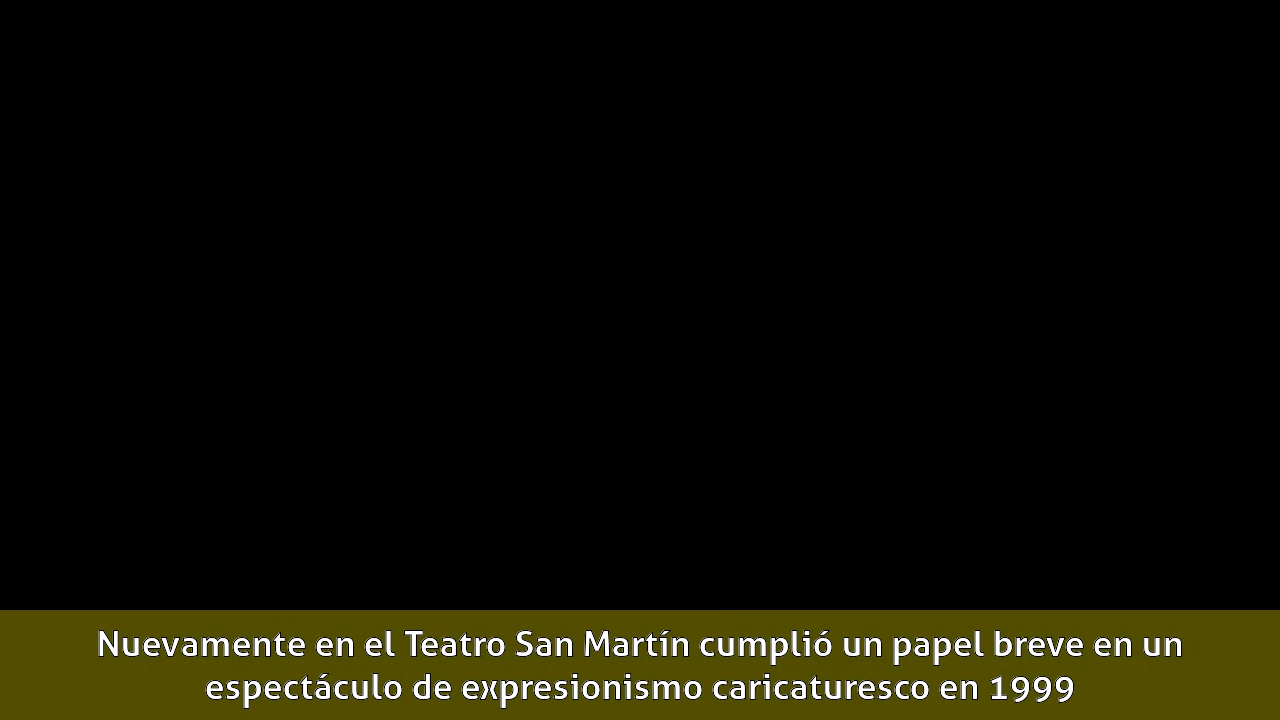 Nuevamente en el Teatro San Martín cumplió un papel breve en un
espectáculo de expresionismo caricaturesco en 1999